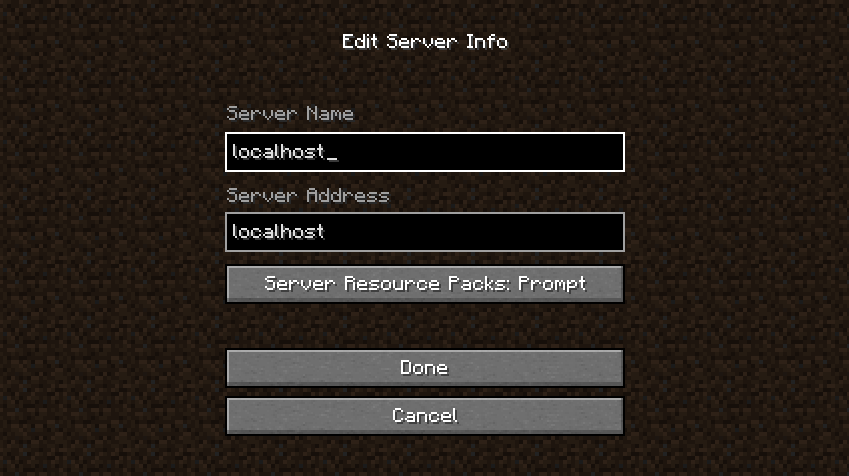 Edit Server Info
Server Name
localhost_
Server Address
localhost
Server Resource Packs: Prompt
Done
Cancel